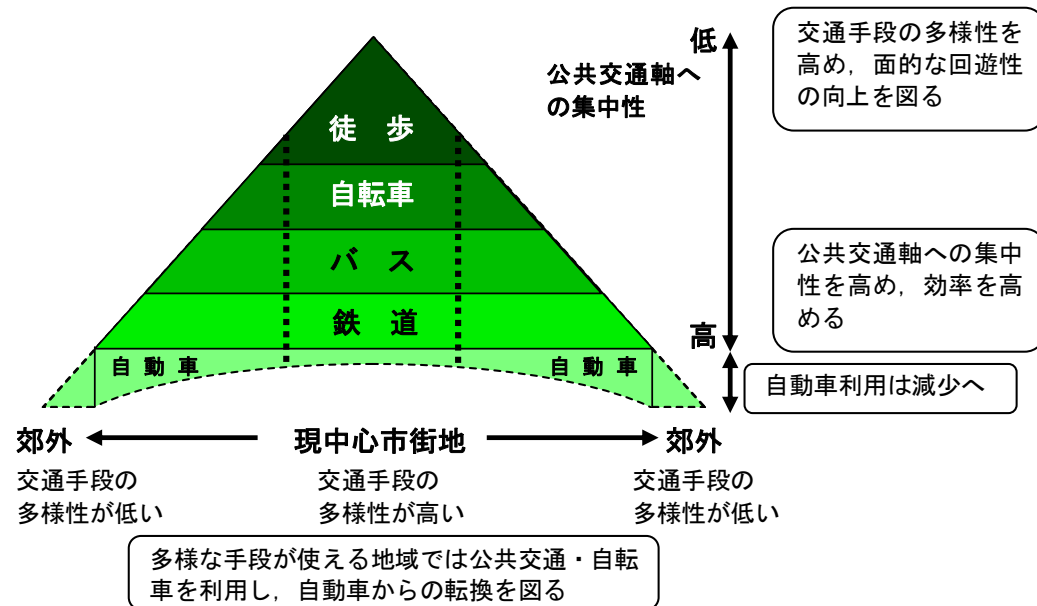 低
公共交通軸へ
の集中性
交通手段の多様性を
高め，面的な回遊性
の向上を図る
徒　歩
自転車
バ　ス
鉄　道
公共交通軸への集中
性を高め，効率を高
める
高
自 動 車
自 動 車
自動車利用は減少へ
郊外
現中心市街地
郊外
交通手段の
多様性が低い
交通手段の
多様性が高い
交通手段の
多様性が低い
多様な手段が使える地域では公共交通・自転
車を利用し，自動車からの転換を図る